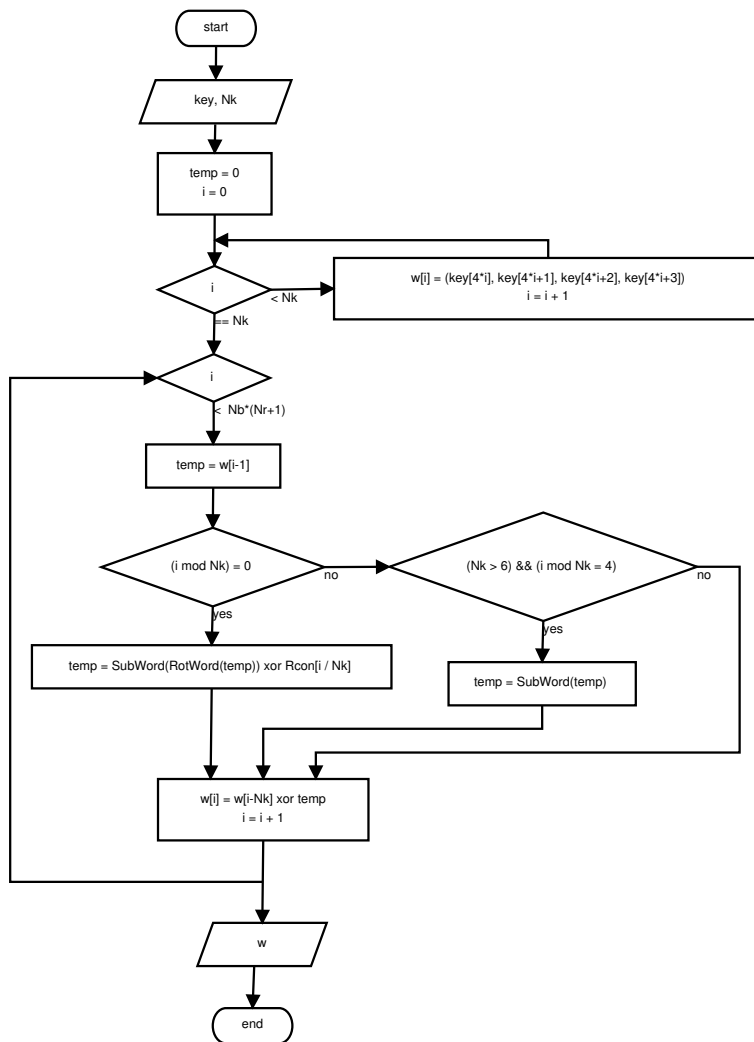 start
key, Nk
temp = 0
i = 0
i
< Nk
w[i] = (key[4*i], key[4*i+1], key[4*i+2], key[4*i+3])
i = i + 1
== Nk
i
< Nb*(Nr+1)
temp = w[i-1]
(i mod Nk) = 0
no
(Nk > 6) && (i mod Nk = 4)
no
yes
yes
temp = SubWord(RotWord(temp)) xor Rcon[i / Nk]
temp = SubWord(temp)
w[i] = w[i-Nk] xor temp
i = i + 1
w
end